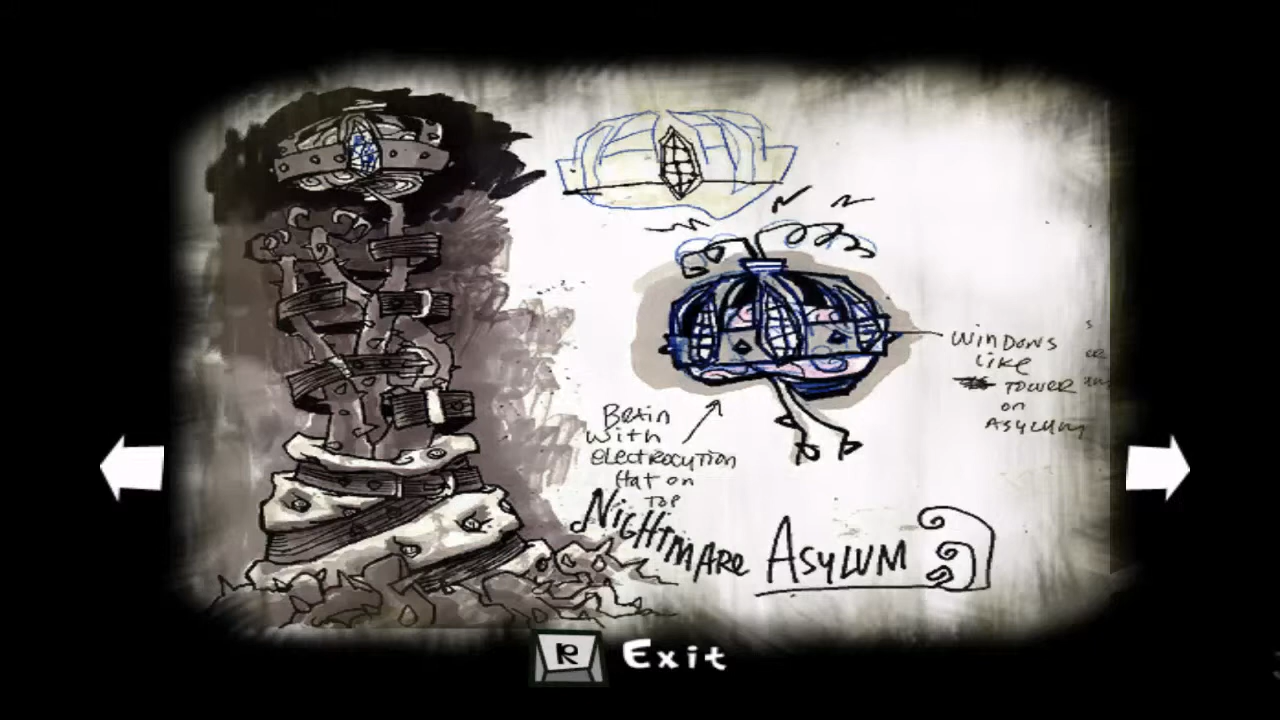 WINDOWS
LIKE
TOWER
ON
ASYLUM
BRAIN
WITH
ELECTROCUTION
HAT ON
TOP
NIGHTMARE ASYLUM
R Exit